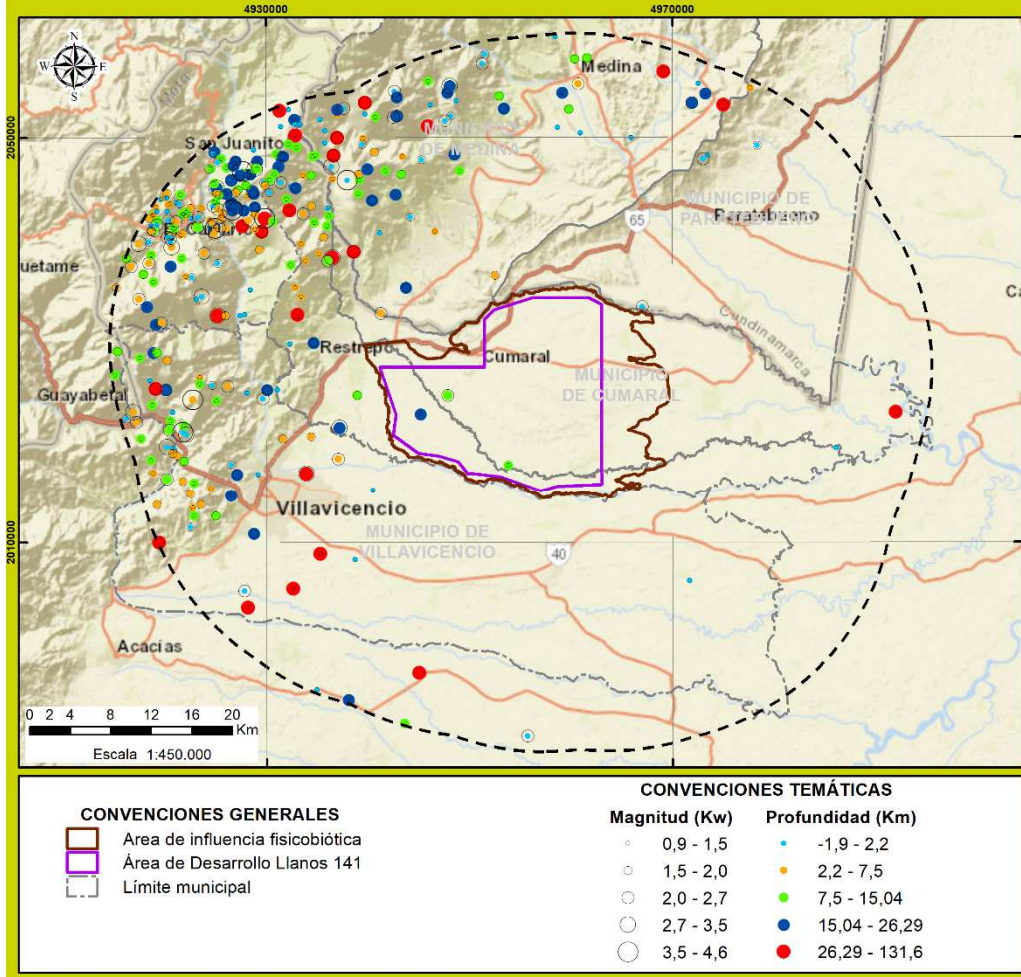 4930000
4970000
N
W E
S
Medina
San Juanito
MUNICIPIO
DE MEDINA
2050000
MUNICIPIO DE
PARATEBUENO
Paratebueno
65
uetame
Ca
Cundinamarca
Restrepo
Cumaral
MUNICIPIO
DE CUMARAL
Guayabetal
Villavicencio
MUNICIPIO DE
VILLAVICENCIO
40
2010000
Acacías
0 2 4 8 12 16 20
Km
Escala 1:450.000
CONVENCIONES GENERALES
Area de influencia fisicobiótica
Área de Desarrollo Llanos 141
Límite municipal
CONVENCIONES TEMÁTICAS
Magnitud (Kw) Profundidad (Km)
0,9 - 1,5 -1,9 - 2,2
1,5 - 2,0 2,2 - 7,5
2,0 - 2,7 7,5 - 15,04
2,7 - 3,5 15,04 - 26,29
3,5 - 4,6 26,29 - 131,6